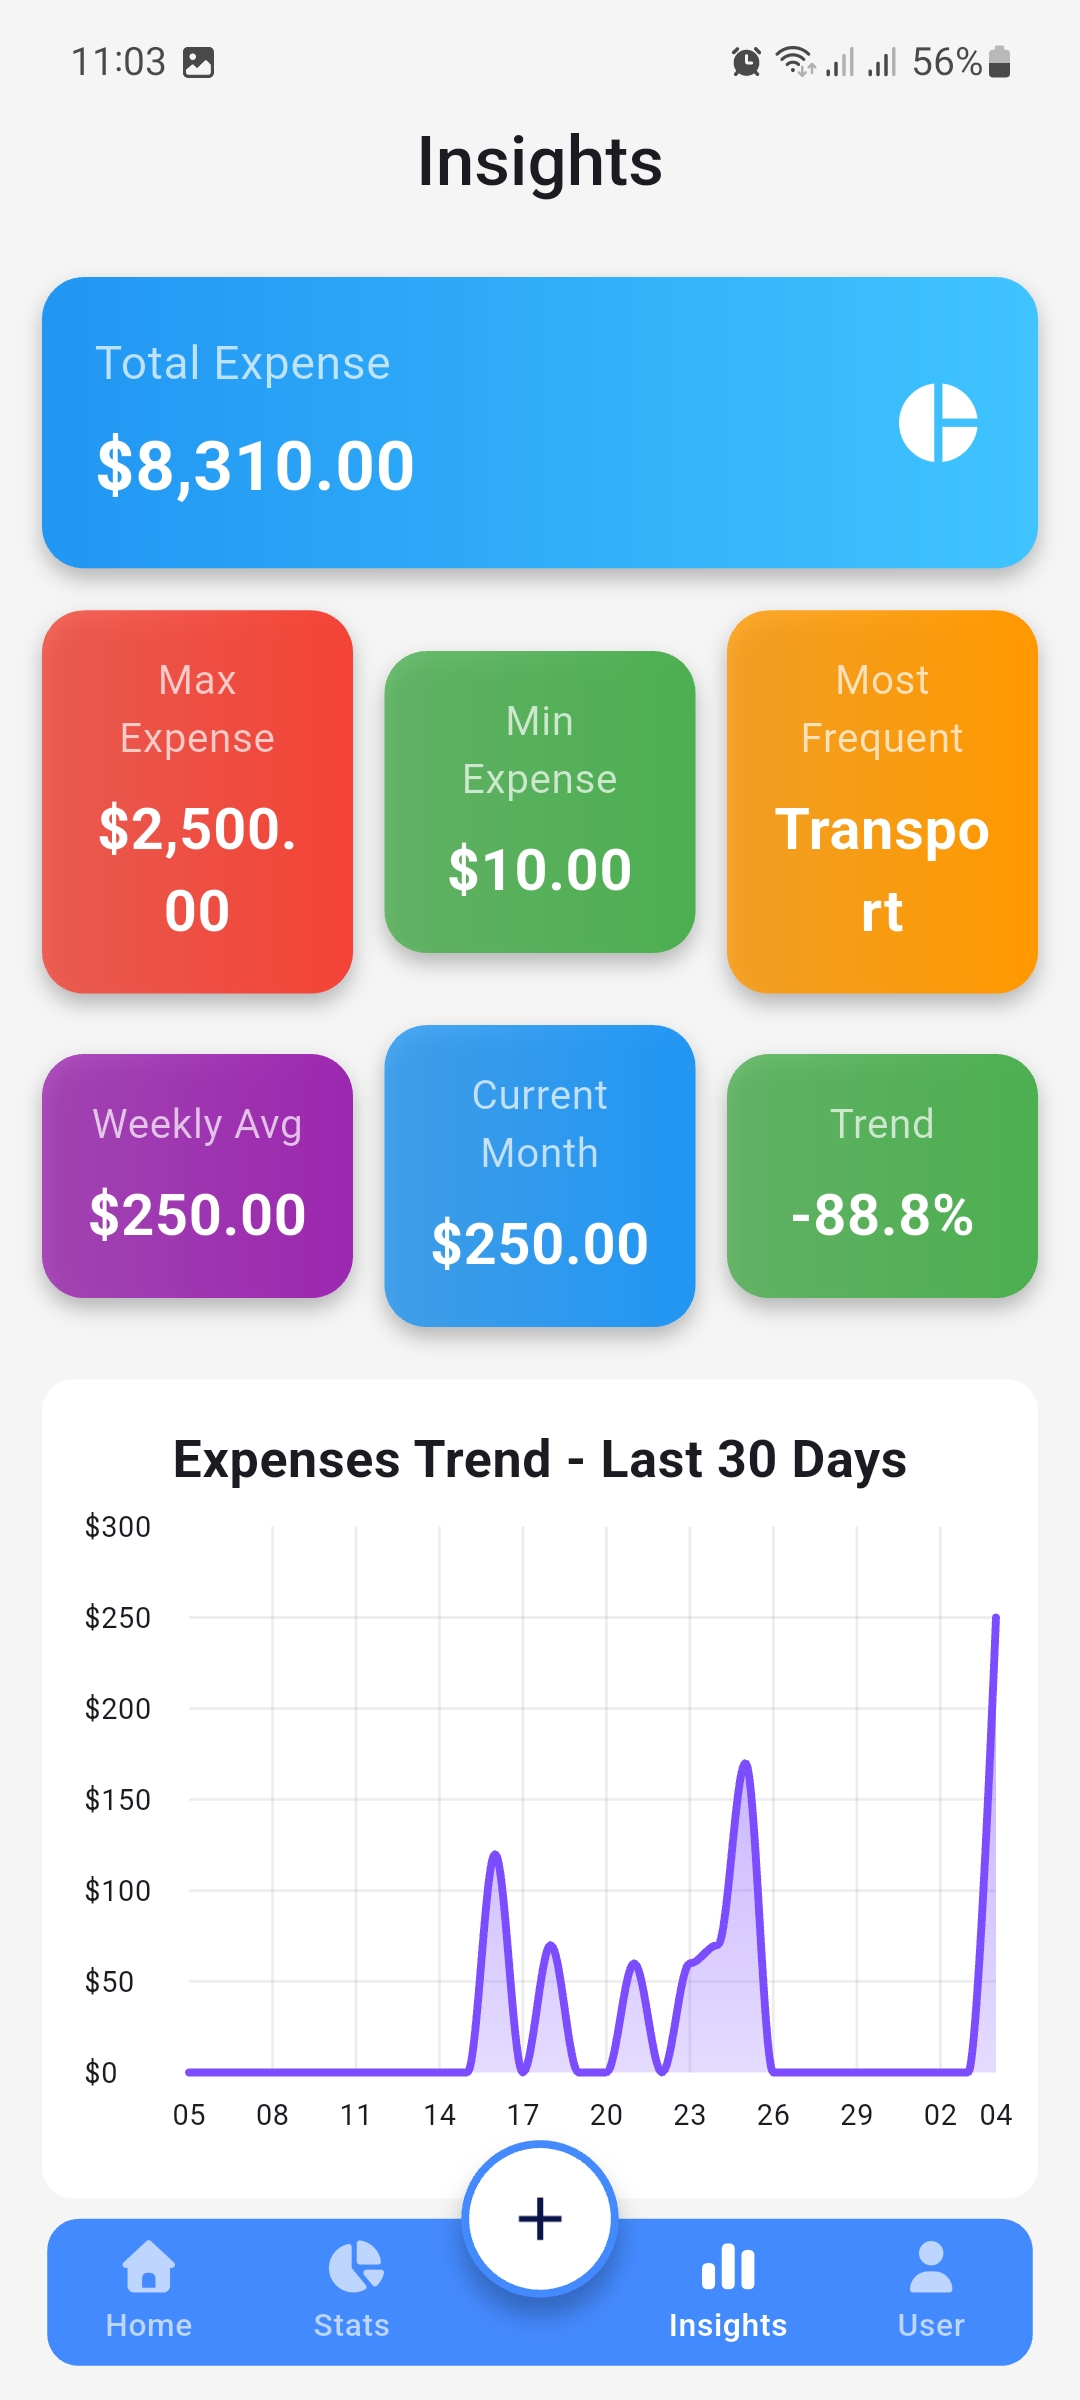 11:03
56%
Insights
Total Expense
$8,310.00
Max
Expense
$2,500.
00
Min
Expense
$10.00
Most
Frequent
Transpo
rt
Weekly Avg
$250.00
Current
Month
$250.00
Trend
-88.8%
Expenses Trend - Last 30 Days
$300
$250
$200
$150
$100
$50
$0
05 08 11 14 17 20 23 26 29 02 04
Home Stats Insights User